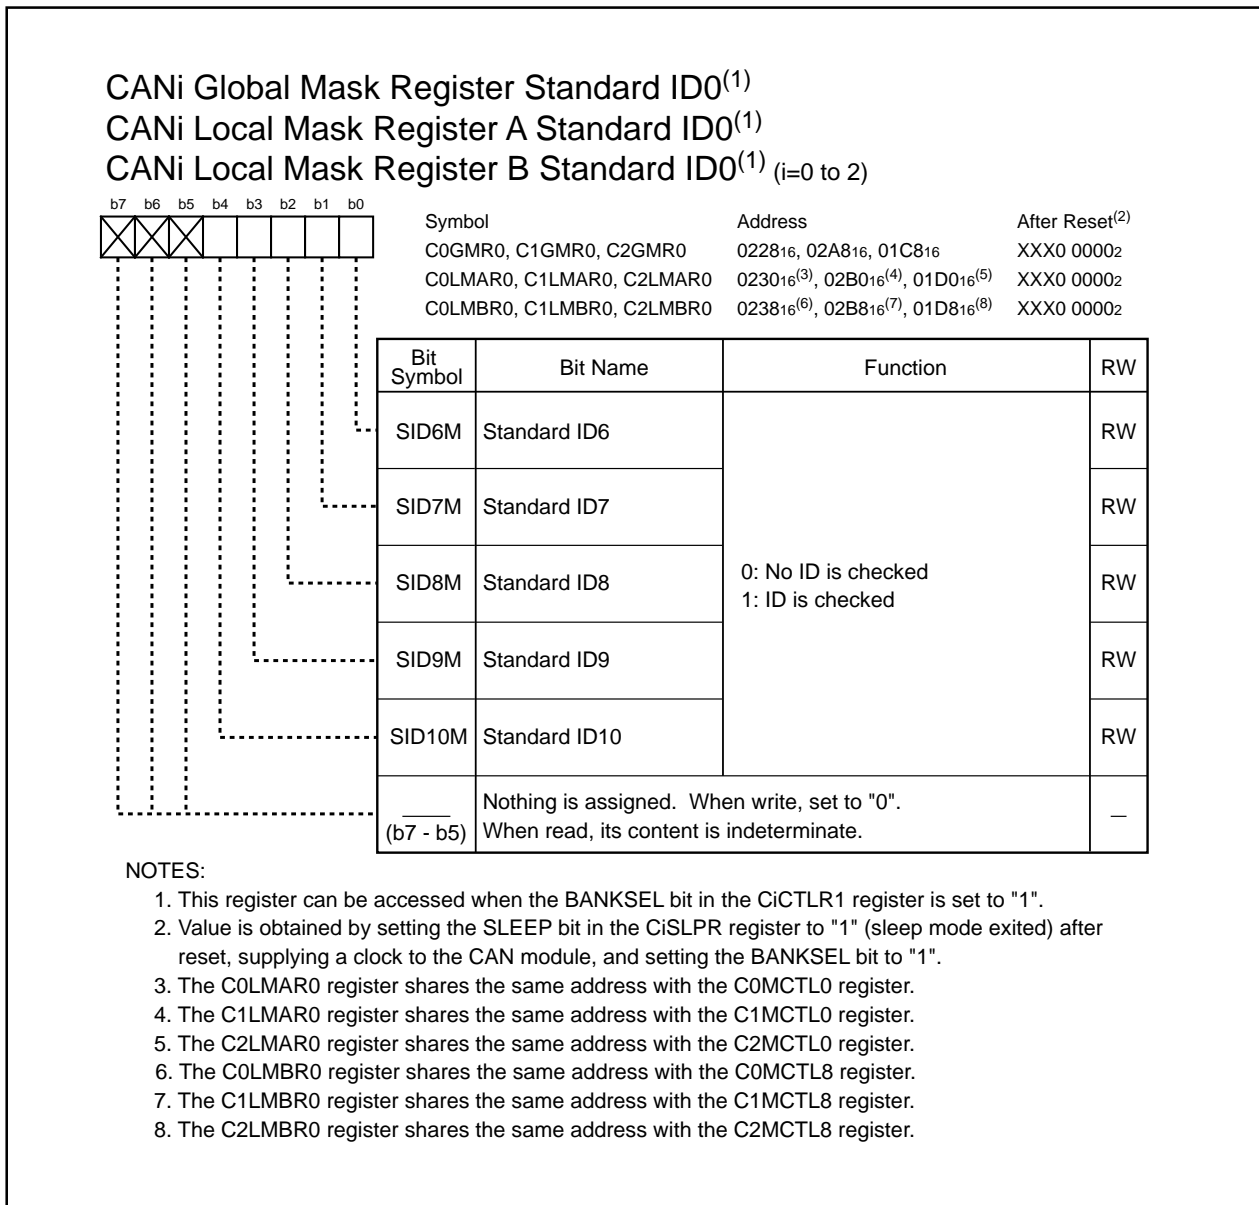 CANi Global Mask Register Standard ID0(1)
CANi Local Mask Register A Standard ID0(1)
CANi Local Mask Register B Standard ID0(1) (i=0 to 2)
b7 b6 b5 b4 b3 b2 b1 b0
Symbol Address After Reset(2)
C0GMR0, C1GMR0, C2GMR0 022816, 02A816, 01C816 XXX0 00002
C0LMAR0, C1LMAR0, C2LMAR0 023016(3), 02B016(4), 01D016(5) XXX0 00002
C0LMBR0, C1LMBR0, C2LMBR0 023816(6), 02B816(7), 01D816(8) XXX0 00002
Bit Symbol Bit Name Function RW
SID6M Standard ID6 RW
SID7M Standard ID7 RW
SID8M Standard ID8 0: No ID is checked RW
1: ID is checked
SID9M Standard ID9 RW
SID10M Standard ID10 RW
Nothing is assigned. When write, set to "0".
(b7 - b5) When read, its content is indeterminate. —
NOTES:
1. This register can be accessed when the BANKSEL bit in the CiCTLR1 register is set to "1".
2. Value is obtained by setting the SLEEP bit in the CiSLPR register to "1" (sleep mode exited) after
reset, supplying a clock to the CAN module, and setting the BANKSEL bit to "1".
3. The C0LMAR0 register shares the same address with the C0MCTL0 register.
4. The C1LMAR0 register shares the same address with the C1MCTL0 register.
5. The C2LMAR0 register shares the same address with the C2MCTL0 register.
6. The C0LMBR0 register shares the same address with the C0MCTL8 register.
7. The C1LMBR0 register shares the same address with the C1MCTL8 register.
8. The C2LMBR0 register shares the same address with the C2MCTL8 register.